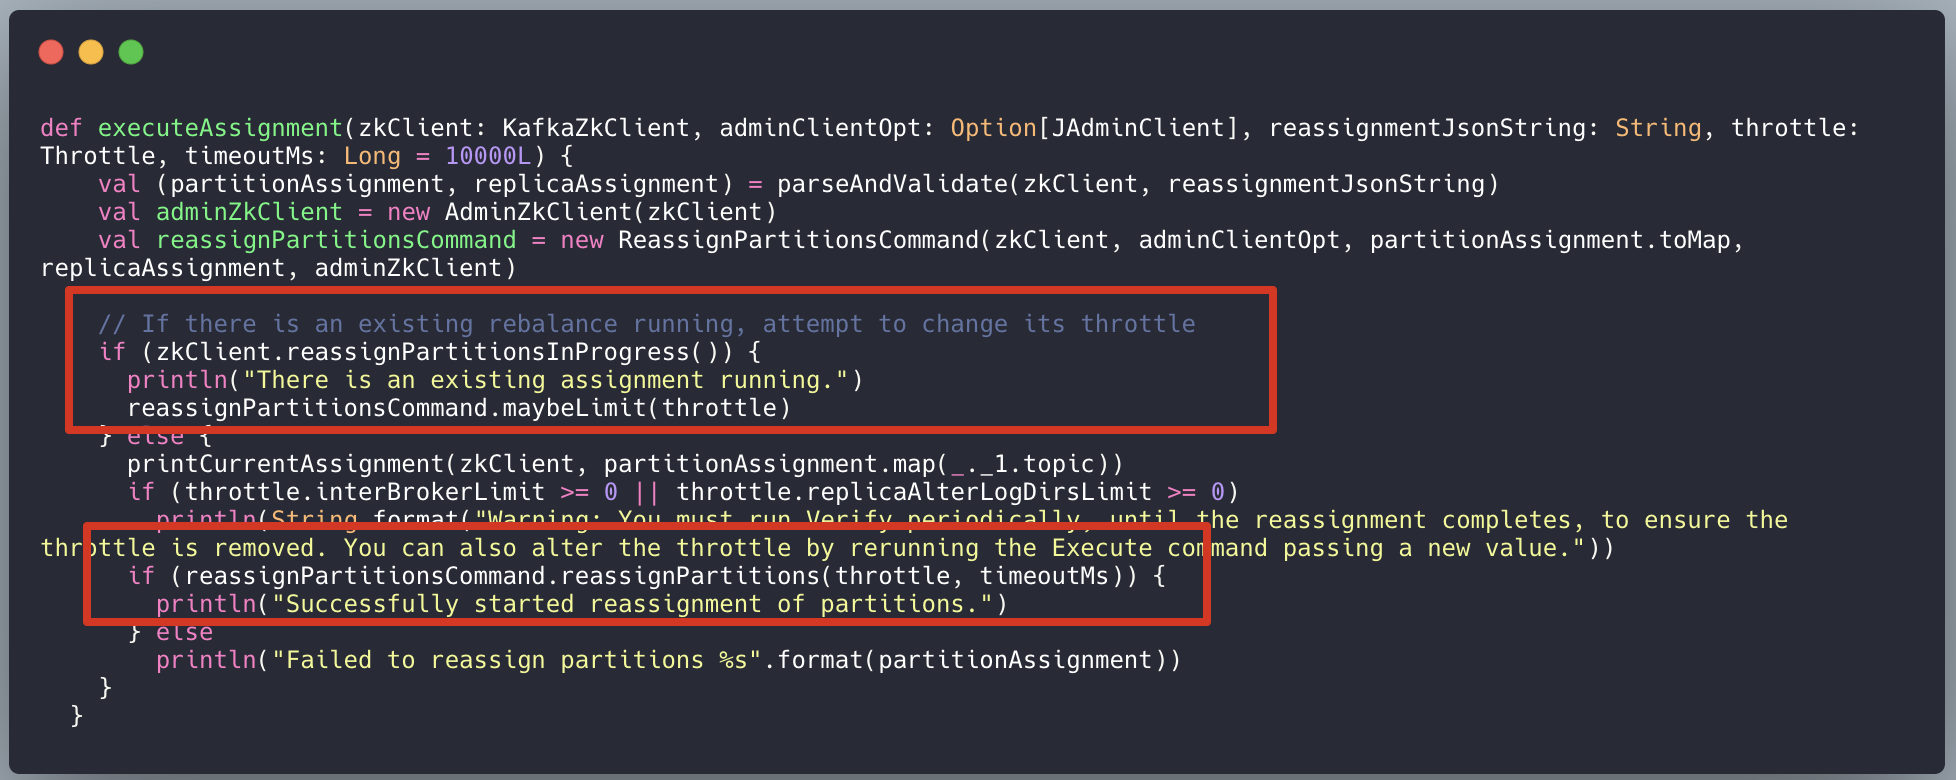 def executeAssignment(zkClient: KafkaZkClient, adminClientOpt: Option[JAdminClient], reassignmentJsonString: String, throttle:
Throttle, timeoutMs: Long = 10000L) {
    val (partitionAssignment, replicaAssignment) = parseAndValidate(zkClient, reassignmentJsonString)
    val adminZkClient = new AdminZkClient(zkClient)
    val reassignPartitionsCommand = new ReassignPartitionsCommand(zkClient, adminClientOpt, partitionAssignment.toMap,
replicaAssignment, adminZkClient)
    // If there is an existing rebalance running, attempt to change its throttle
    if (zkClient.reassignPartitionsInProgress()) {
      println("There is an existing assignment running.")
      reassignPartitionsCommand.maybeLimit(throttle)
    } else {
      printCurrentAssignment(zkClient, partitionAssignment.map(_._1.topic))
      if (throttle.interBrokerLimit >= 0 || throttle.replicaAlterLogDirsLimit >= 0)
        println(String.format("Warning: You must run Verify periodically, until the reassignment completes, to ensure the
throttle is removed. You can also alter the throttle by rerunning the Execute command passing a new value."))
      if (reassignPartitionsCommand.reassignPartitions(throttle, timeoutMs)) {
        println("Successfully started reassignment of partitions.")
      } else
        println("Failed to reassign partitions %s".format(partitionAssignment))
    }
  }